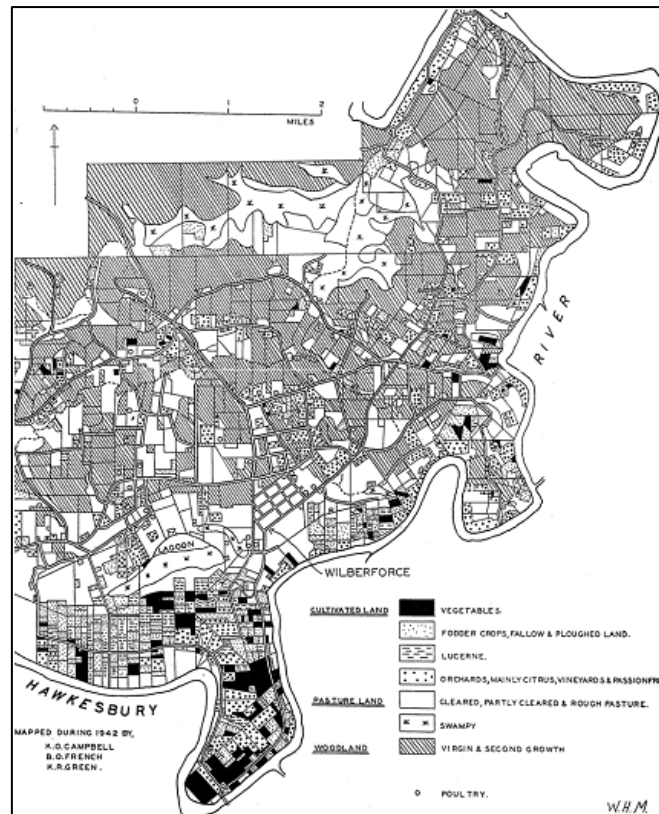 0 1 2
MILES
RIVER
LAGOON
WILBERFORCE
HAWKESBURY
CULTIVATED LAND
VEGETABLES.
FODDER CROPS, FALLOW & PLOUGHED LAND.
LUCERNE.
ORCHARDS, MAINLY CITRUS, VINEYARDS & PASSIONFR
PASTURE LAND
CLEARED, PARTLY CLEARED & ROUGH PASTURE.
SWAMPY
WOODLAND
VIRGIN & SECOND GROWTH
POULTRY.
MAPPED DURING 1942 BY,
K.O. CAMPBELL
B.O. FRENCH
K.R. GREEN.
W.H.M.